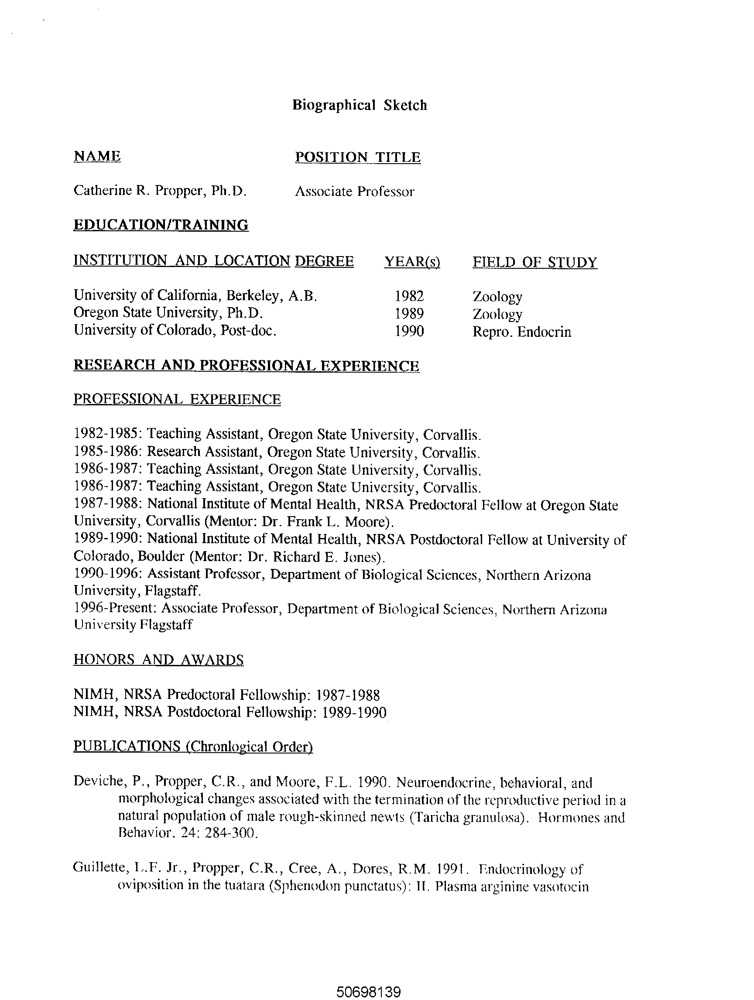 Biographical Sketch
NAME POSITION TITLE
Catherine R. Propper, Ph.D. Associate Professor
EDUCATION/TRAINING
INSTITUTION AND LOCATION DEGREE YEAR(s) FIELD OF STUDY
University of California, Berkeley, A.B. 1982 Zoology
Oregon State University, Ph.D. 1989 Zoology
University of Colorado, Post-doc. 1990 Repro. Endocrin
RESEARCH AND PROFESSIONAL EXPERIENCE
PROFESSIONAL EXPERIENCE
1982-1985: Teaching Assistant, Oregon State University, Corvallis.
1985-1986: Research Assistant, Oregon State University, Corvallis.
1986-1987: Teaching Assistant, Oregon State University, Corvallis.
1986-1987: Teaching Assistant, Oregon State University, Corvallis.
1987-1988: National Institute of Mental Health, NRSA Predoctoral Fellow at Oregon State
University, Corvallis (Mentor: Dr. Frank L. Moore).
1989-1990: National Institute of Mental Health, NRSA Postdoctoral Fellow at University of
Colorado, Boulder (Mentor: Dr. Richard E. Jones).
1990-1996: Assistant Professor, Department of Biological Sciences, Northern Arizona
University, Flagstaff.
1996-Present: Associate Professor, Department of Biological Sciences, Northern Arizona
University Flagstaff
HONORS AND AWARDS
NIMH, NRSA Predoctoral Fellowship: 1987-1988
NIMH, NRSA Postdoctoral Fellowship: 1989-1990
PUBLICATIONS (Chronlogical Order)
Deviche, P., Propper, C.R., and Moore, F.L. 1990. Neuroendocrine, behavioral, and
morphological changes associated with the termination of the reproductive period in a
natural population of male rough-skinned newts (Taricha granulosa). Hormones and
Behavior. 24: 284-300.
Guillette, L.F. Jr., Propper, C.R., Cree, A., Dores, R.M. 1991. Endocrinology of
oviposition in the tuatara (Sphenodon punctatus): II. Plasma arginine vasotocin
50698139